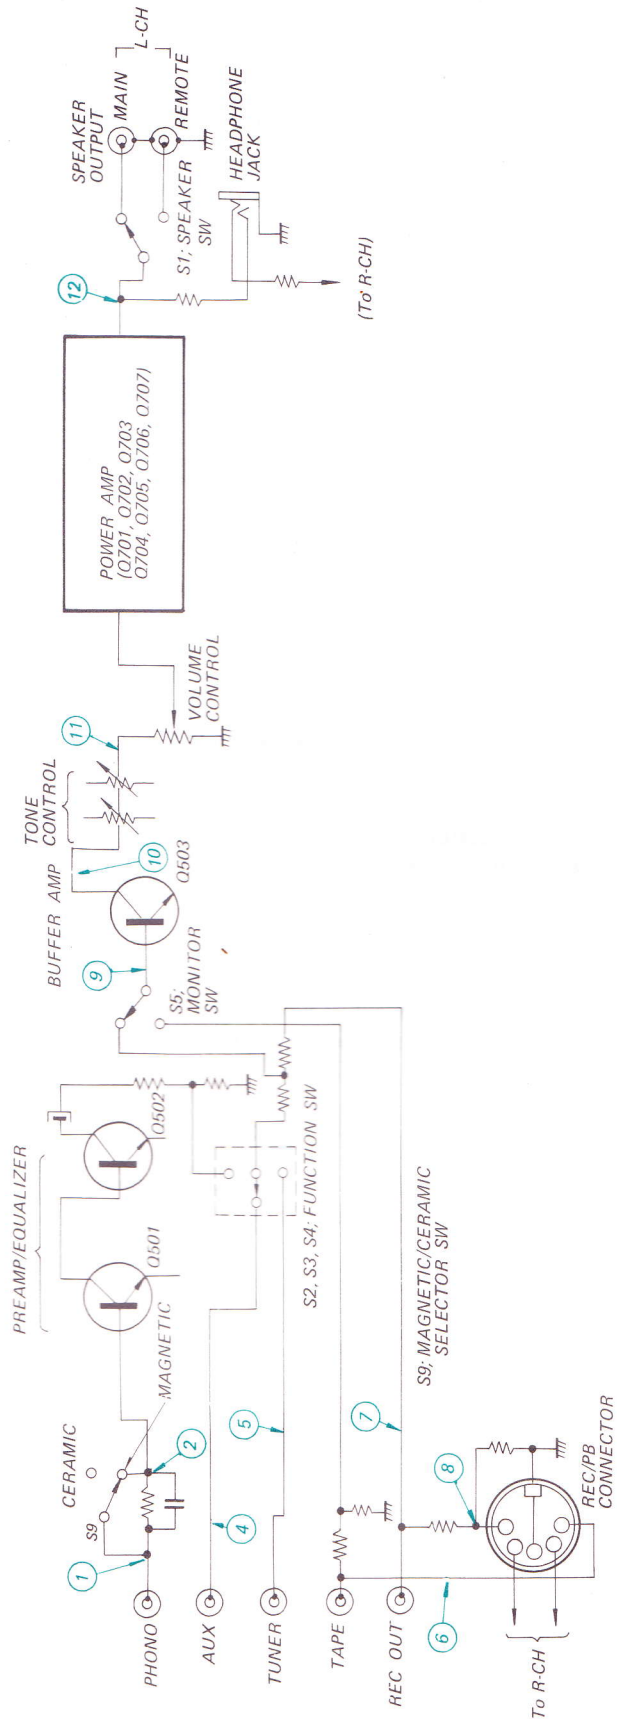 PREAMP/EQUALIZER
BUFFER AMP
TONE
CONTROL
SPEAKER
OUTPUT
MAIN
L-CH
REMOTE
12
11
10
9
POWER AMP
(Q701, Q702, Q703
Q704, Q705, Q706, Q707)
S1; SPEAKER
SW
HEADPHONE
JACK
(To R-CH)
VOLUME
CONTROL
Q503
S5;
MONITOR
SW
Q502
Q501
CERAMIC
MAGNETIC
S9
1
2
PHONO
AUX
4
TUNER
5
S2, S3, S4; FUNCTION SW
TAPE
REC OUT
7
6
8
S9; MAGNETIC/CERAMIC
SELECTOR SW
REC/PB
CONNECTOR
To R-CH